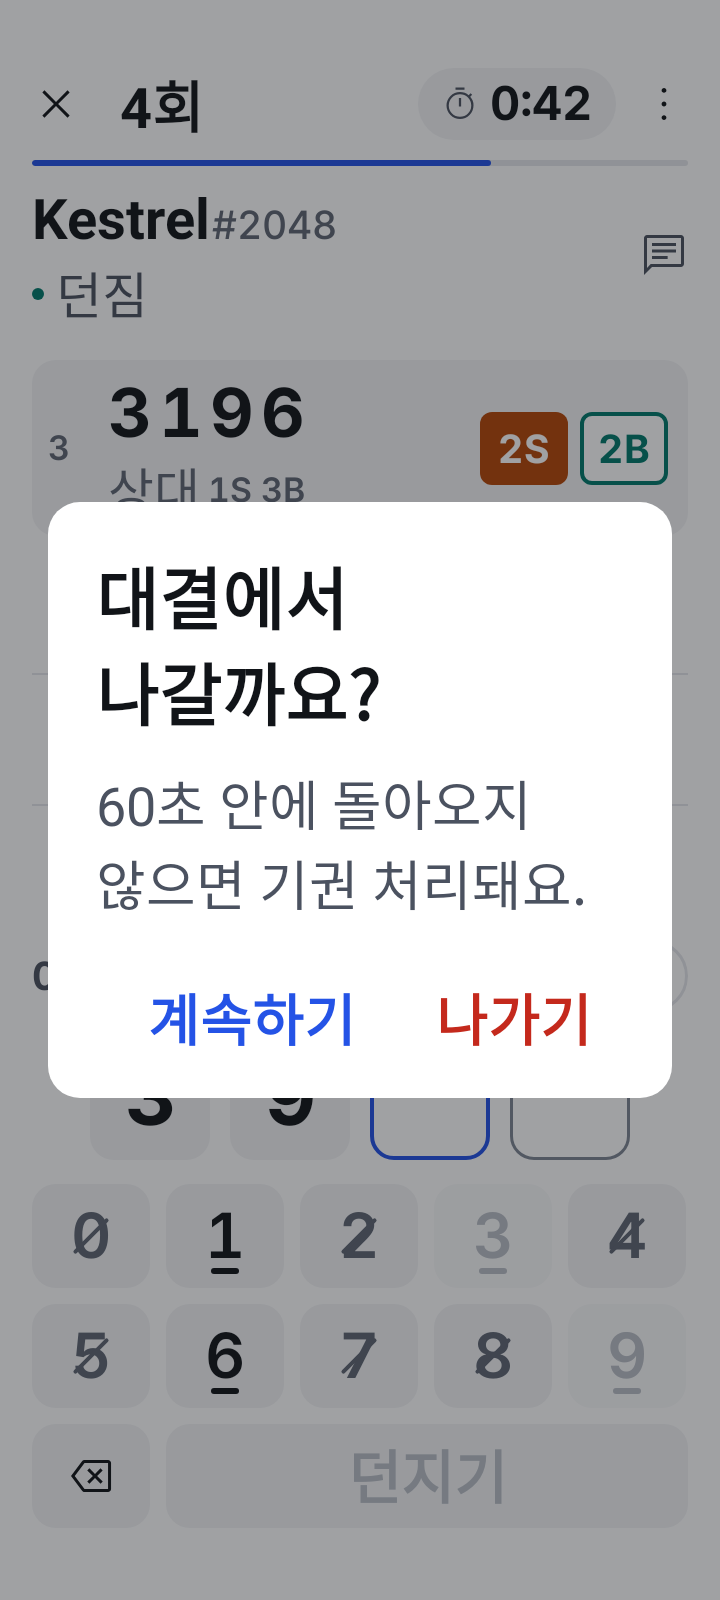 4회
0:42
Kestrel#2048
던짐
3
3196
상대 1S 3B
2S
2B
대결에서
나갈까요?
60초 안에 돌아오지
않으면 기권 처리돼요.
계속하기
나가기
3 9
0 1 2 3 4
5 6 7 8 9
던지기